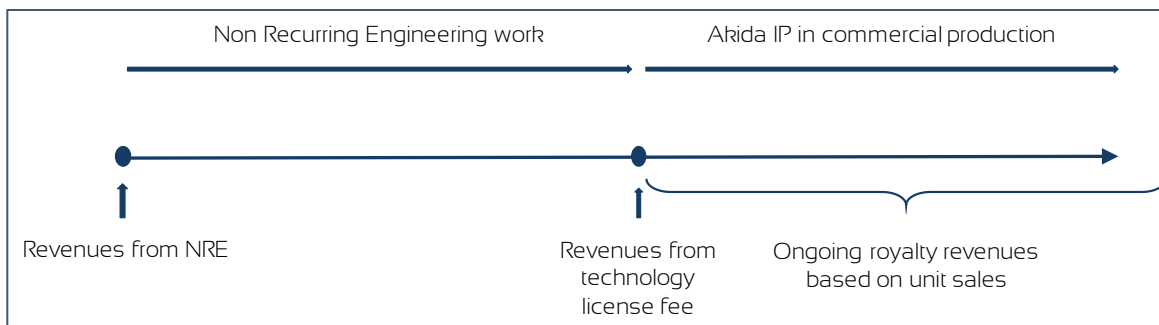 Non Recurring Engineering work
Akida IP in commercial production
Revenues from NRE
Revenues from
technology
license fee
Ongoing royalty revenues
based on unit sales